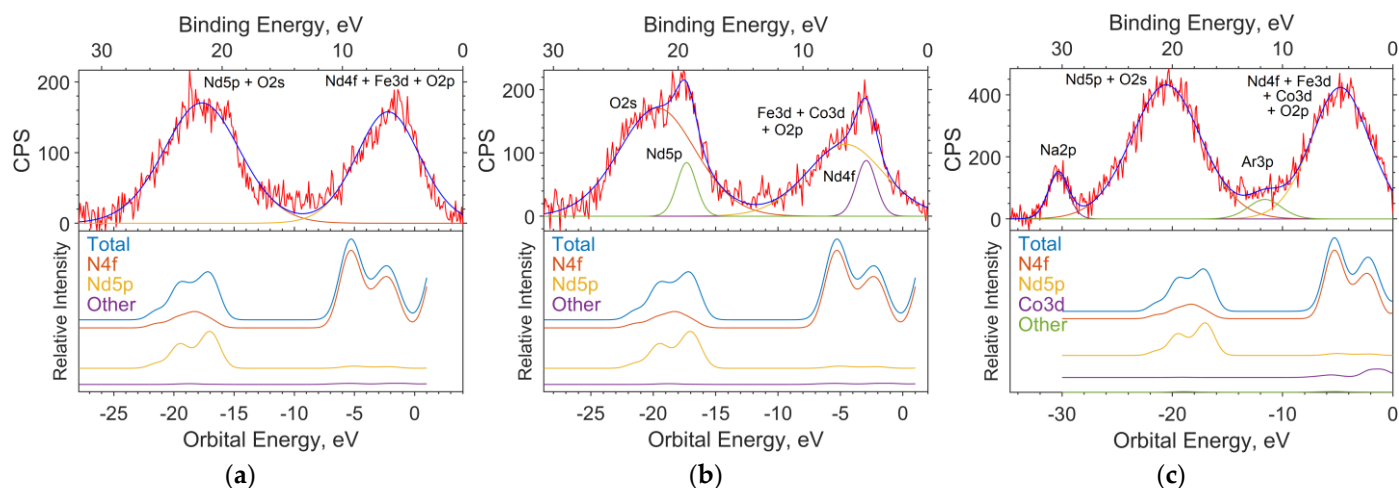 Binding Energy, eV
30 20 10 0
CPS
200
100
0
Nd5p + O2s
Nd4f + Fe3d + O2p
Relative Intensity
Total
N4f
Nd5p
Other
-25 -20 -15 -10 -5 0
Orbital Energy, eV
(a)
Binding Energy, eV
30 20 10 0
CPS
200
100
0
O2s
Nd5p
Fe3d + Co3d
+ O2p
Nd4f
Relative Intensity
Total
N4f
Nd5p
Other
-25 -20 -15 -10 -5 0
Orbital Energy, eV
(b)
Binding Energy, eV
30 20 10 0
CPS
400
200
0
Na2p
Nd5p + O2s
Ar3p
Nd4f + Fe3d
+ Co3d
+ O2p
Relative Intensity
Total
N4f
Nd5p
Co3d
Other
-30 -20 -10 0
Orbital Energy, eV
(c)